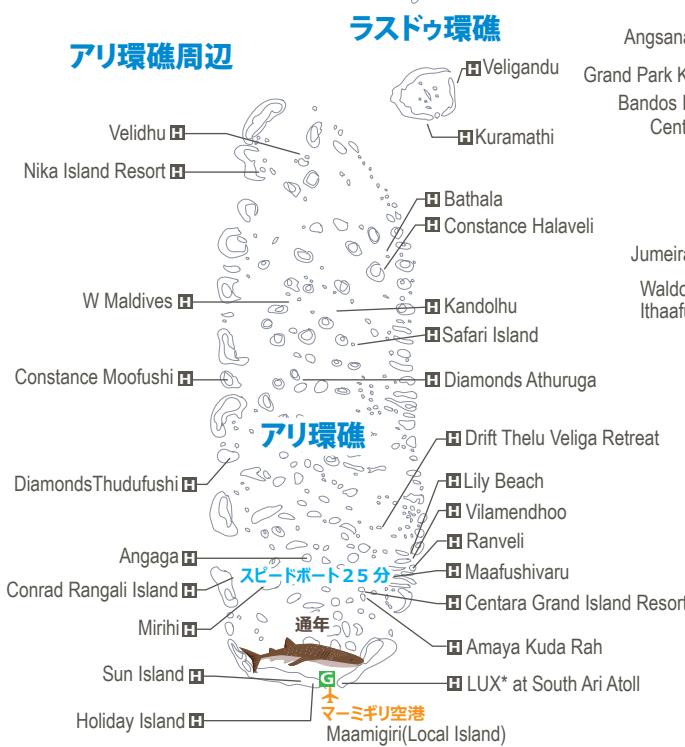 アリ環礁周辺
ラスドゥ環礁
H Veligandu
H Kuramathi
Angsana
Grand Park K
Bandos
Cent
Velidhu H
Nika Island Resort H
H Bathala
H Constance Halaveli
Jumeira
Waldo
Ithaafu
W Maldives H
H Kandolhu
H Safari Island
Constance Moofushi H
H Diamonds Athuruga
アリ環礁
H Drift Thelu Veliga Retreat
DiamondsThudufushi H
H Lily Beach
H Vilamendhoo
H Ranveli
Angaga H
スピードボート25分
H Maafushivaru
Conrad Rangali Island H
H Centara Grand Island Resort
Mirihi H
通年
H Amaya Kuda Rah
Sun Island H
G
H LUX* at South Ari Atoll
Holiday Island H
マーミギリ空港
Maamigiri(Local Island)